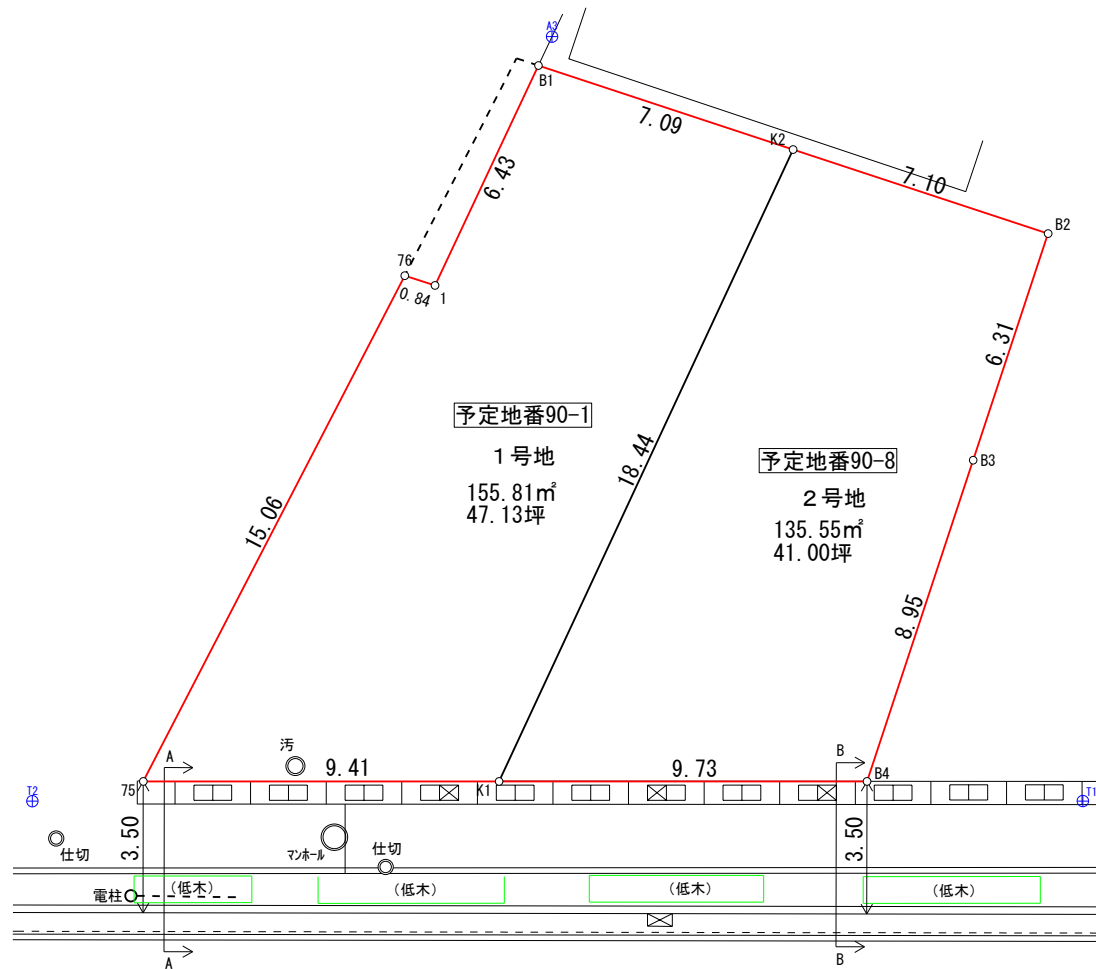 A3
B1
7.09
K2
7.10
B2
6.43
76
0.84
1
6.31
予定地番90-1
1号地
155.81㎡
47.13坪
18.44
予定地番90-8
2号地
135.55㎡
41.00坪
B3
15.06
8.95
汚
A
9.41
K1
9.73
B
B4
75
T2
T1
3.50
仕切
マンホール
仕切
3.50
電柱
(低木)
(低木)
(低木)
(低木)
A
B